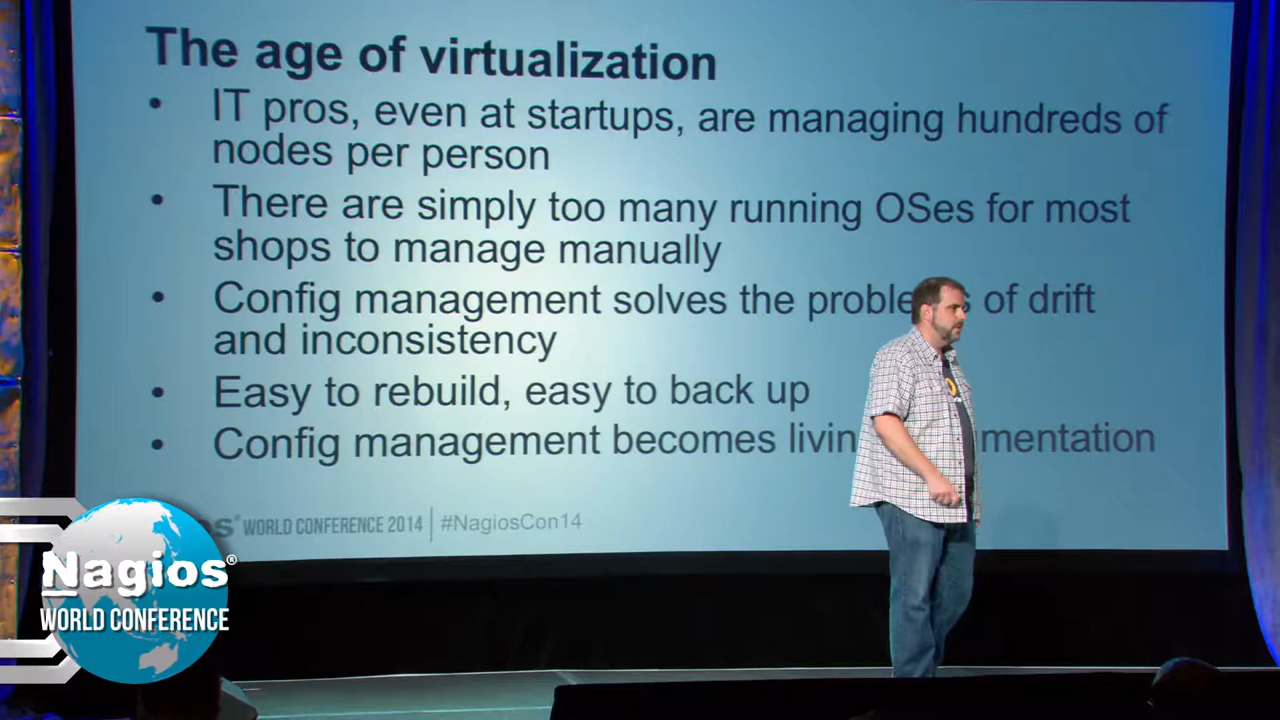 The age of virtualization
• IT pros, even at startups, are managing hundreds of
nodes per person
• There are simply too many running OSes for most
shops to manage manually
• Config management solves the of drift
and inconsistency
• Easy to rebuild, easy to back up
• Config management becomes
WORLD CONFERENCE 2014 | #NagiosCon14
Nagios®
WORLD CONFERENCE